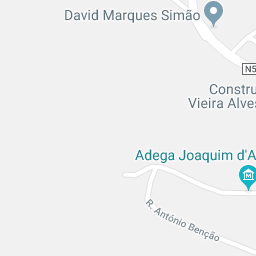 David Marques Simão
N5
Constru
Vieira Alves
Adega Joaquim d'A
R. António Benção